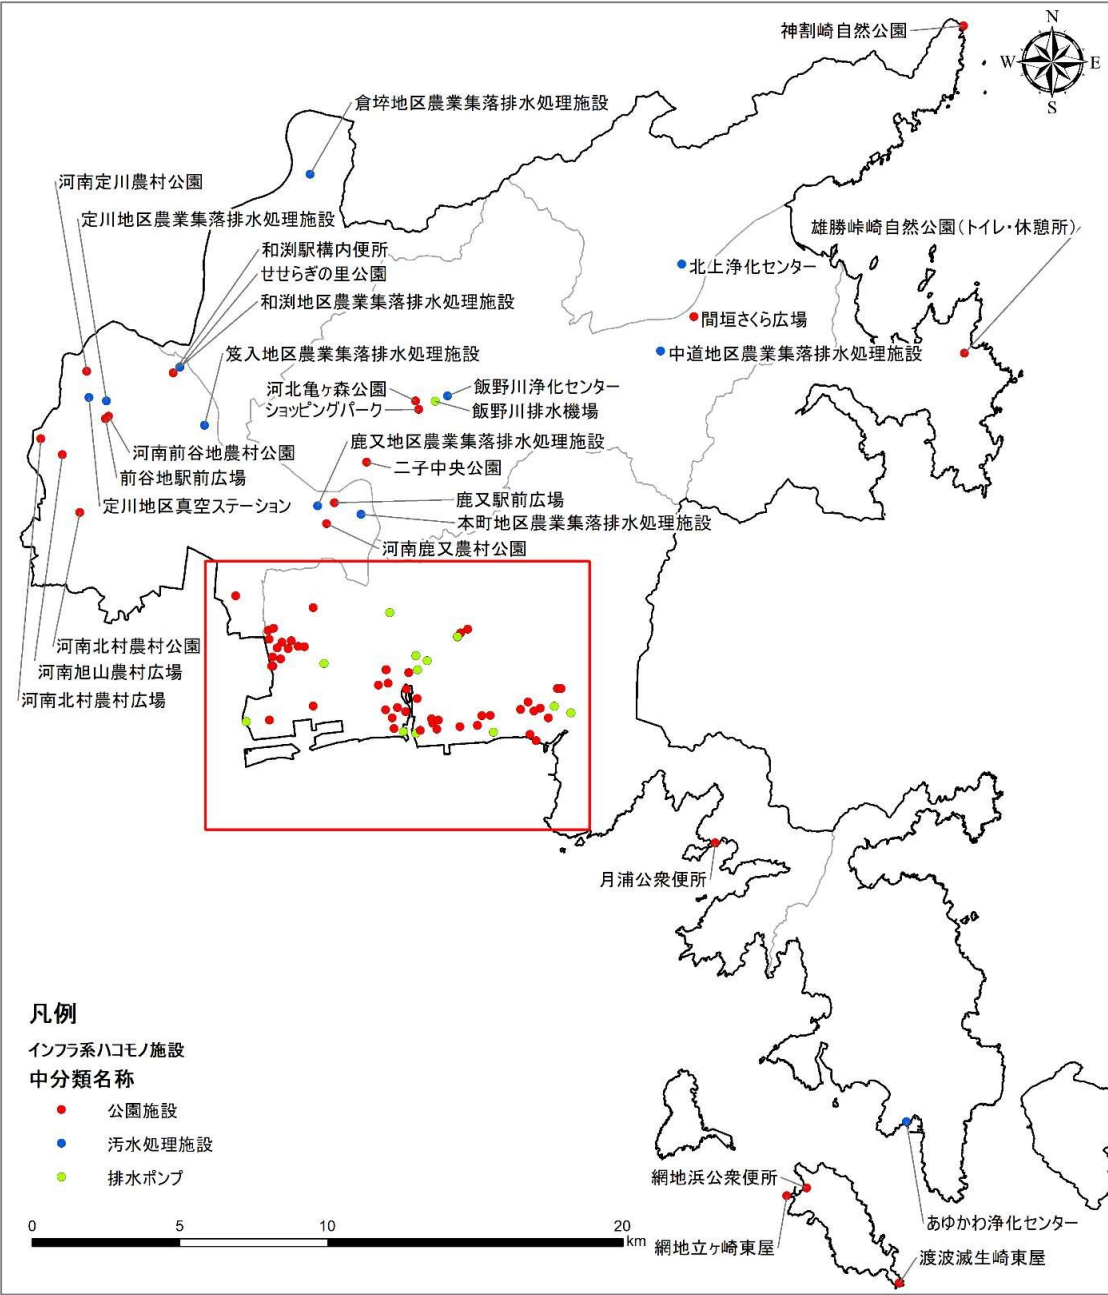 神割崎自然公園
N
W
E
S
倉埣地区農業集落排水処理施設
河南定川農村公園
定川地区農業集落排水処理施設
雄勝峠崎自然公園(トイレ・休憩所)
和渕駅構内便所
せせらぎの里公園
北上浄化センター
和渕地区農業集落排水処理施設
間垣さくら広場
笈入地区農業集落排水処理施設
中道地区農業集落排水処理施設
河北亀ヶ森公園
飯野川浄化センター
ショッピングパーク
飯野川排水機場
鹿又地区農業集落排水処理施設
河南前谷地農村公園
二子中央公園
前谷地駅前広場
鹿又駅前広場
定川地区真空ステーション
本町地区農業集落排水処理施設
河南鹿又農村公園
河南北村農村公園
河南旭山農村広場
河南北村農村広場
月浦公衆便所
凡例
インフラ系ハコモノ施設
中分類名称
公園施設
汚水処理施設
排水ポンプ
網地浜公衆便所
あゆかわ浄化センター
網地立ヶ崎東屋
渡波滅生崎東屋
0 5 10 20
km